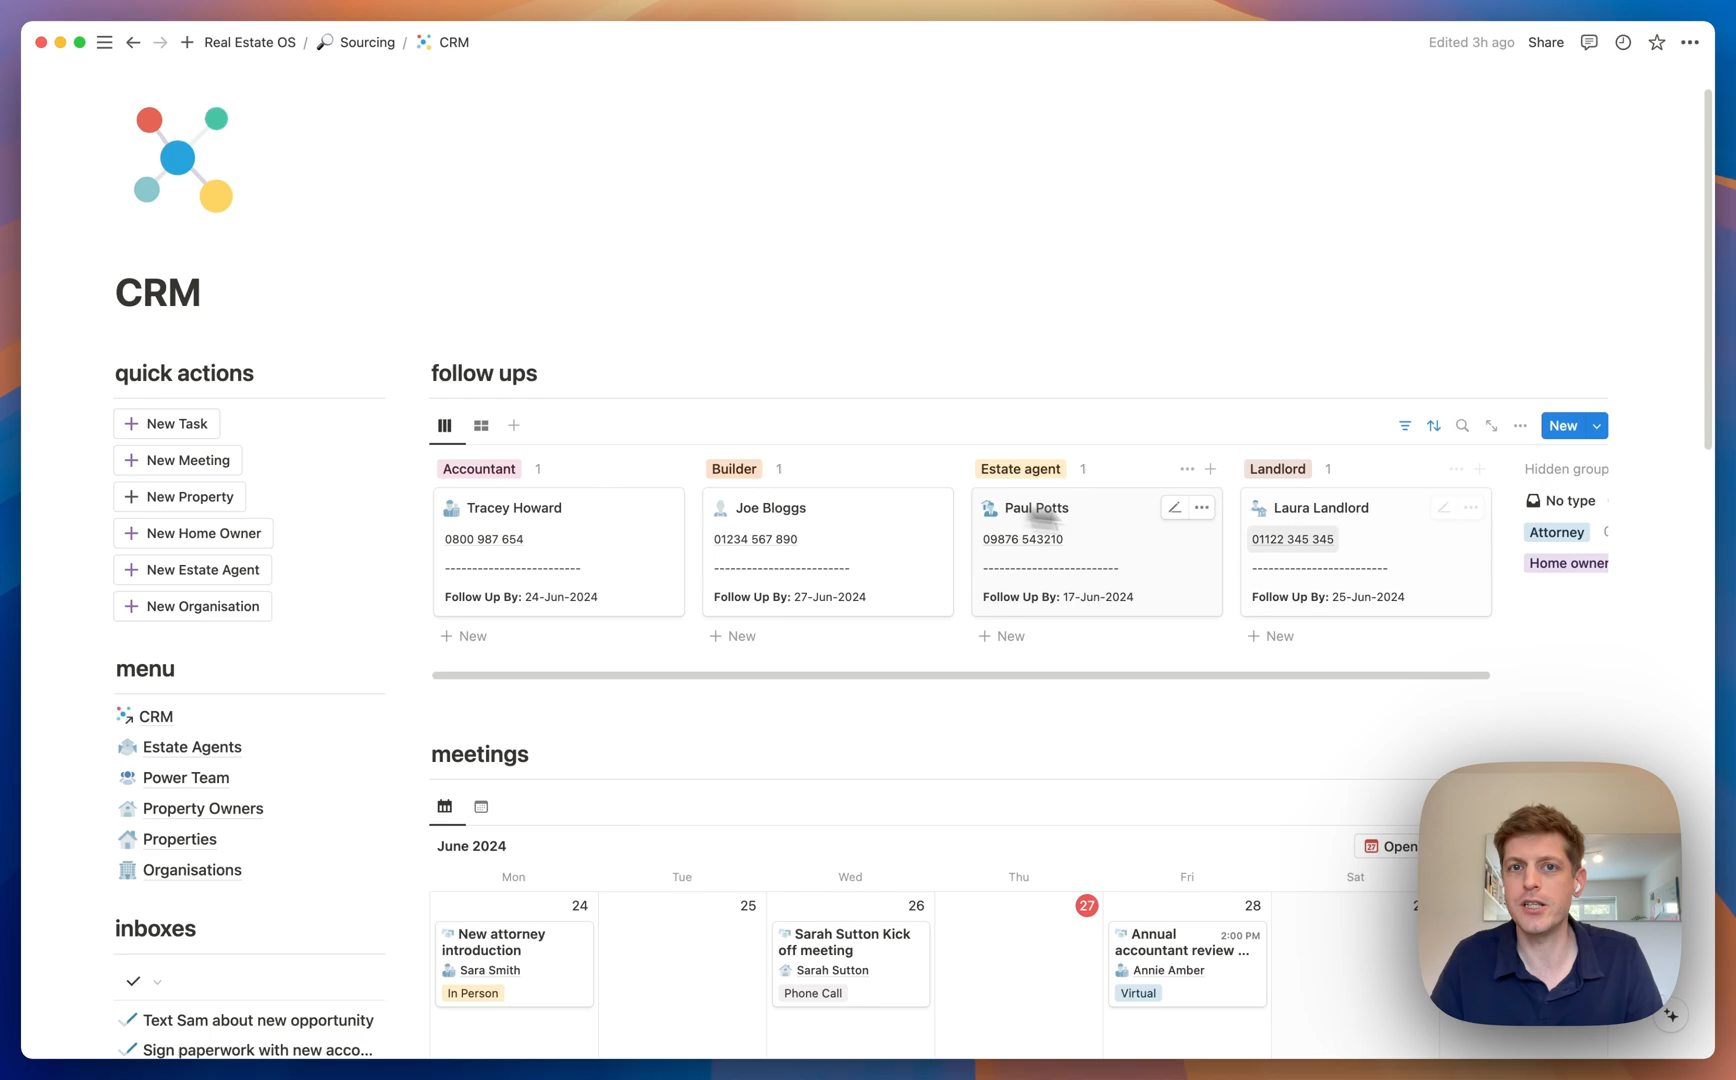 Real Estate OS / Sourcing / CRM
Edited 3h ago Share
CRM
quick actions
New Task
New Meeting
New Property
New Home Owner
New Estate Agent
New Organisation
menu
CRM
Estate Agents
Power Team
Property Owners
Properties
Organisations
inboxes
Text Sam about new opportunity
Sign paperwork with new acco...
follow ups
New
Accountant 1
Tracey Howard
0800 987 654
-------------------------
Follow Up By: 24-Jun-2024
New
Builder 1
Joe Bloggs
01234 567 890
-------------------------
Follow Up By: 27-Jun-2024
New
Estate agent 1
Paul Potts
09876 543210
-------------------------
Follow Up By: 17-Jun-2024
New
Landlord 1
Laura Landlord
01122 345 345
-------------------------
Follow Up By: 25-Jun-2024
New
Hidden group
No type
Attorney
Home owner
meetings
June 2024
27 Open
Mon Tue Wed Thu Fri Sat
24 25 26 27 28
New attorney
introduction
Sara Smith
In Person
Sarah Sutton Kick
off meeting
Sarah Sutton
Phone Call
Annual 2:00 PM
accountant review ...
Annie Amber
Virtual